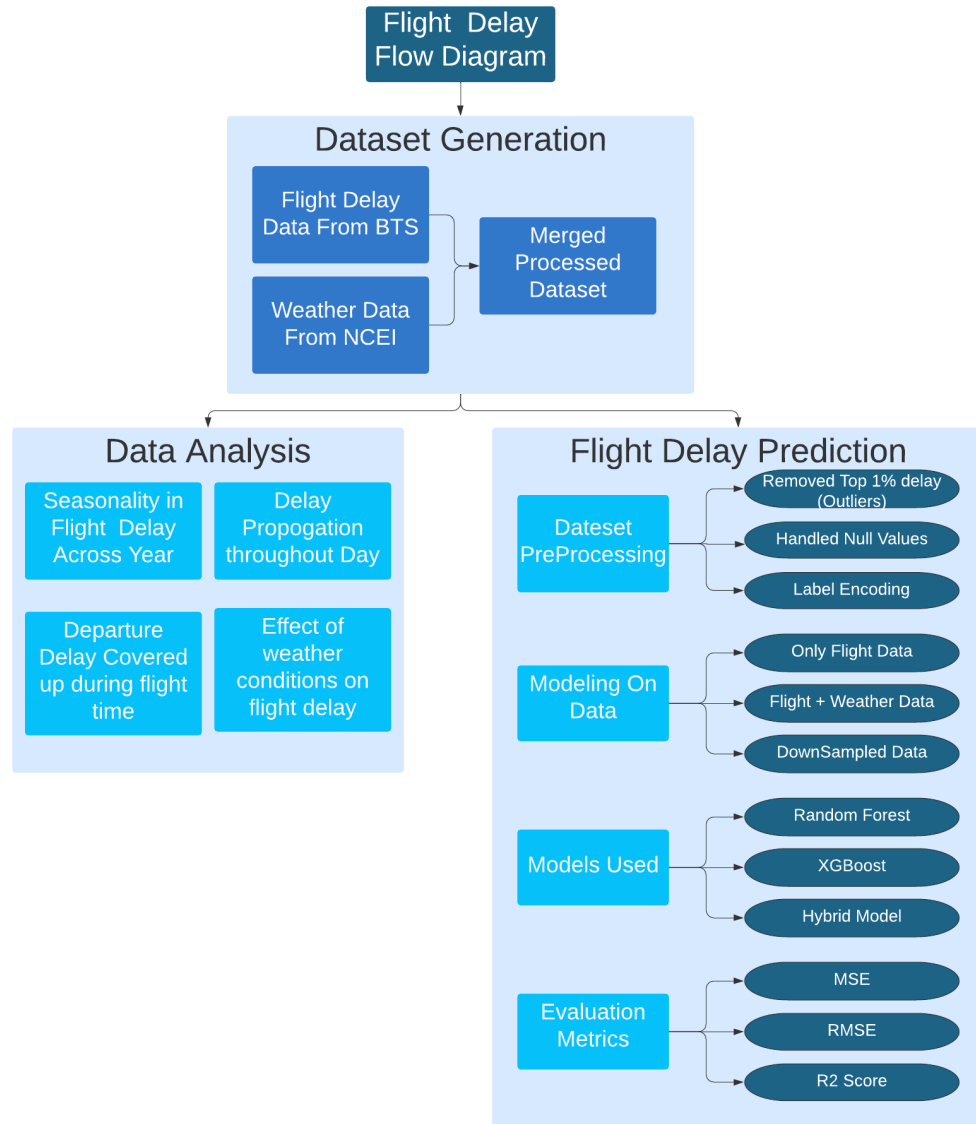 Flight Delay
Flow Diagram
Dataset Generation
Flight Delay
Data From BTS
Weather Data
From NCEI
Merged
Processed
Dataset
Data Analysis
Seasonality in
Flight Delay
Across Year
Delay
Propogation
throughout Day
Departure
Delay Covered
up during flight
time
Effect of
weather
conditions on
flight delay
Flight Delay Prediction
Dateset
PreProcessing
Removed Top 1% delay
(Outliers)
Handled Null Values
Label Encoding
Modeling On
Data
Only Flight Data
Flight + Weather Data
DownSampled Data
Models Used
Random Forest
XGBoost
Hybrid Model
Evaluation
Metrics
MSE
RMSE
R2 Score